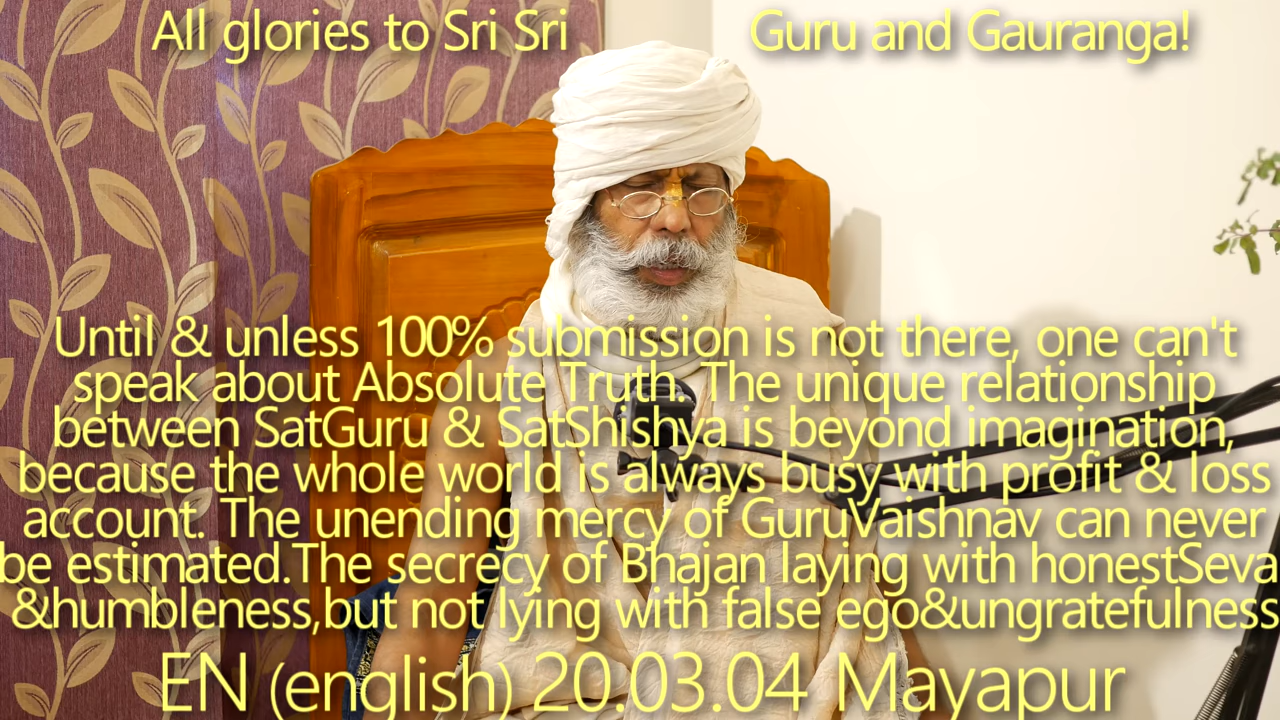 All glories to Sri Sri Guru and Gauranga!
Until & unless 100% submission is not there, one can't
speak about Absolute Truth. The unique relationship
between SatGuru & SatShishya is beyond imagination,
because the whole world is always busy with profit & loss
account. The unending mercy of GuruVaishnav can never
be estimated.The secrecy of Bhajan laying with honestSeva
&humbleness,but not lying with false ego&ungratefulness
EN (english) 20.03.04 Mayapur